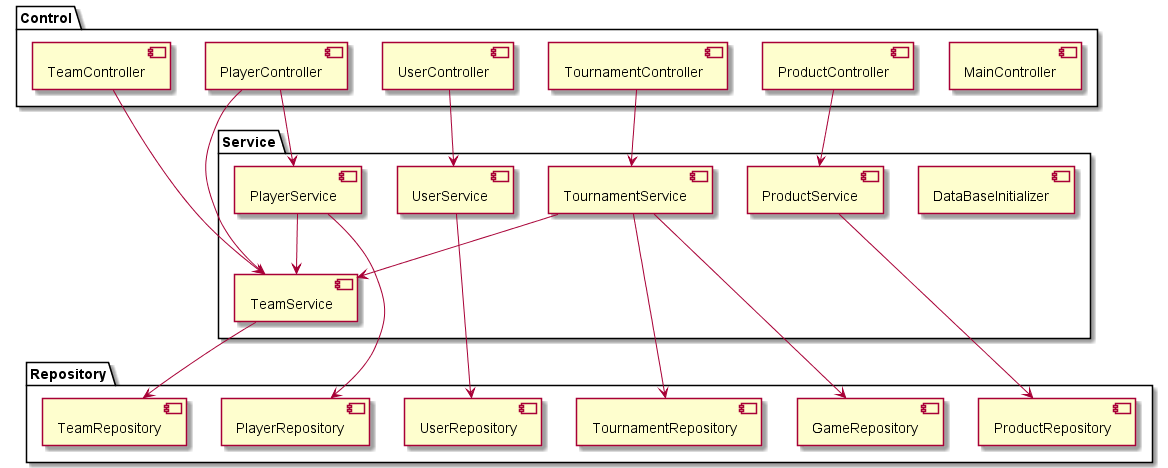 Control
TeamController
PlayerController
UserController
TournamentController
ProductController
MainController
Service
PlayerService
UserService
TournamentService
ProductService
DataBaseInitializer
TeamService
Repository
TeamRepository
PlayerRepository
UserRepository
TournamentRepository
GameRepository
ProductRepository